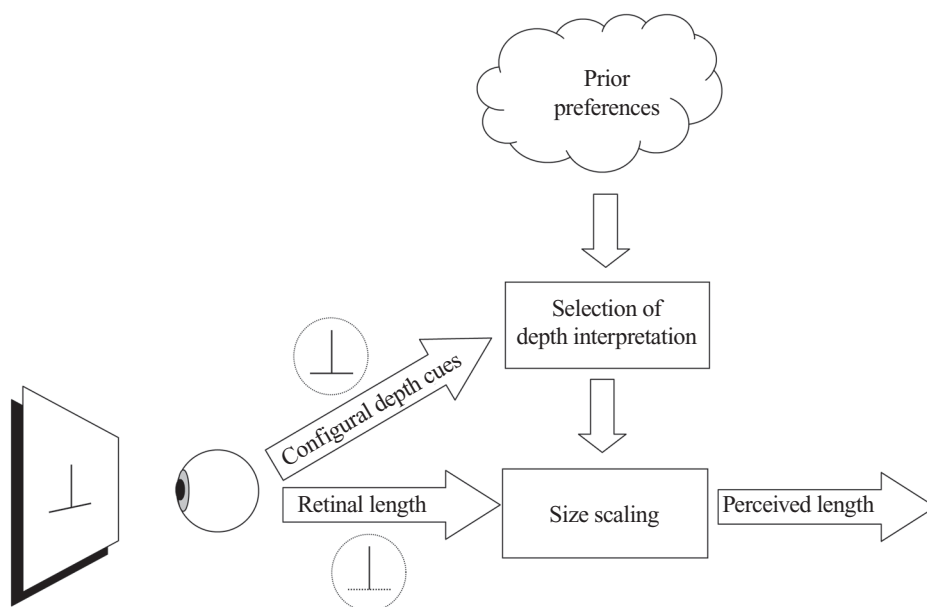 Prior
preferences
Selection of
depth interpretation
Configural depth cues
Retinal length
Size scaling
Perceived length